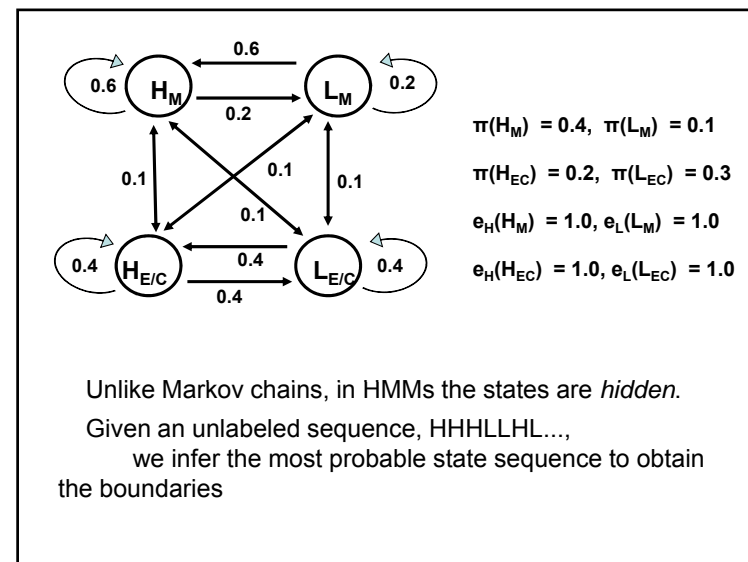 0.6
0.6
H_M
L_M
0.2
0.2
π(H_M) = 0.4, π(L_M) = 0.1
0.1
0.1
0.1
0.1
π(H_EC) = 0.2, π(L_EC) = 0.3
e_H(H_M) = 1.0, e_L(L_M) = 1.0
0.4
H_E/C
0.4
L_E/C
0.4
0.4
e_H(H_EC) = 1.0, e_L(L_EC) = 1.0
Unlike Markov chains, in HMMs the states are hidden.
Given an unlabeled sequence, HHHLLHL...,
we infer the most probable state sequence to obtain
the boundaries